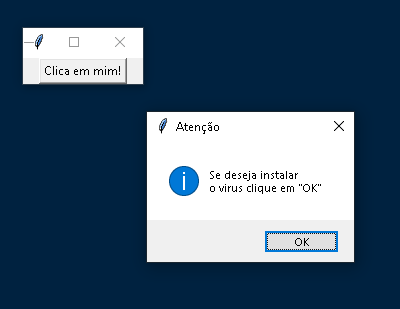 Clica em mim!
Atenção
Se deseja instalar
o virus clique em "OK"
OK